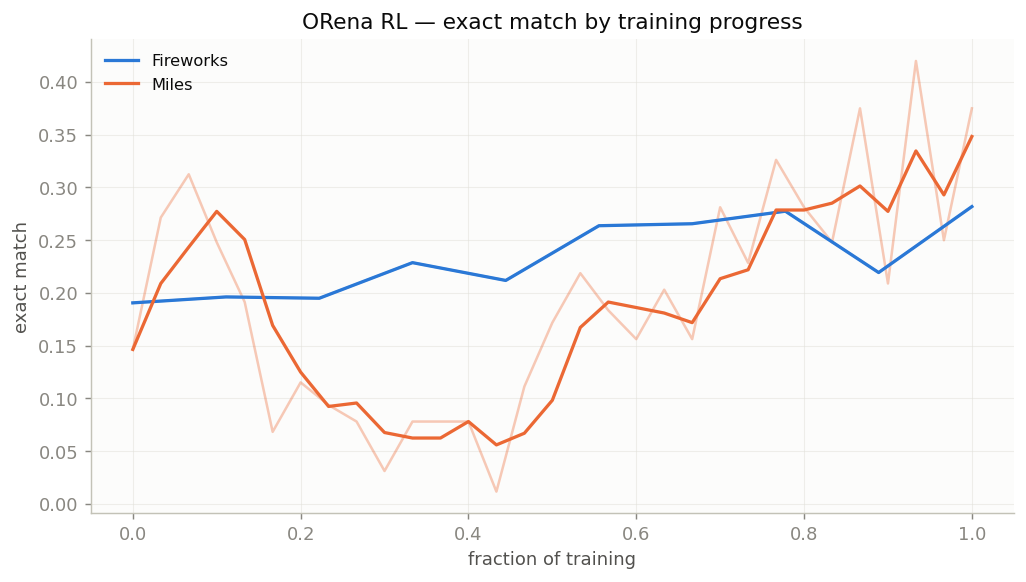 ORena RL — exact match by training progress
Fireworks
Miles
exact match
0.40
0.35
0.30
0.25
0.20
0.15
0.10
0.05
0.00
0.0 0.2 0.4 0.6 0.8 1.0
fraction of training